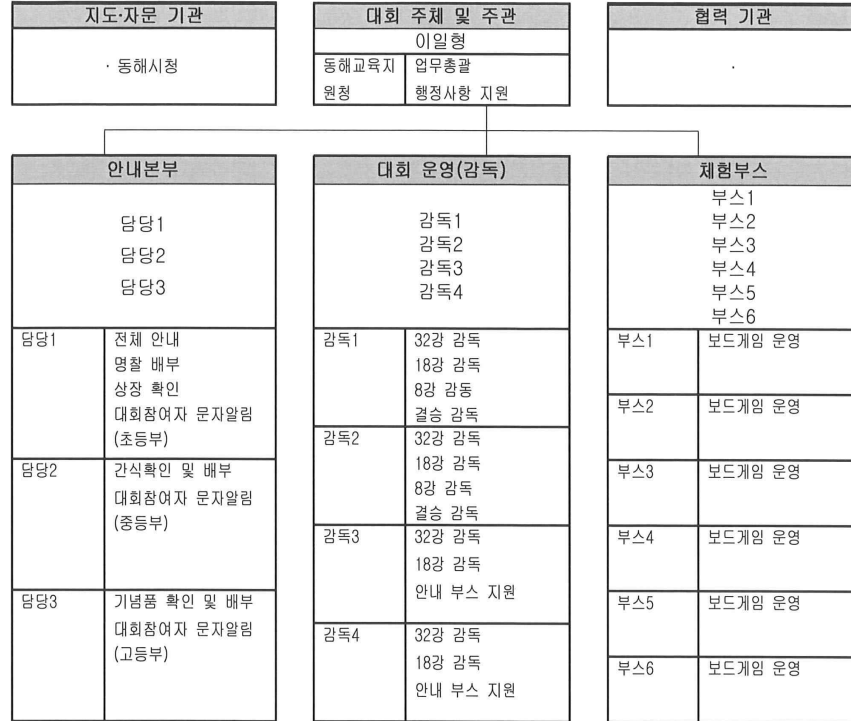 지도·자문 기관
· 동해시청
대회 주체 및 주관
이일형
동해교육지원청
업무총괄
행정사항 지원
협력 기관
·
안내본부
담당1
담당2
담당3
담당1
전체 안내
명찰 배부
상장 확인
대회참여자 문자알림
(초등부)
담당2
간식확인 및 배부
대회참여자 문자알림
(중등부)
담당3
기념품 확인 및 배부
대회참여자 문자알림
(고등부)
대회 운영(감독)
감독1
감독2
감독3
감독4
감독1
32강 감독
18강 감독
8강 감동
결승 감독
감독2
32강 감독
18강 감독
8강 감독
결승 감독
감독3
32강 감독
18강 감독
안내 부스 지원
감독4
32강 감독
18강 감독
안내 부스 지원
체험부스
부스1
부스2
부스3
부스4
부스5
부스6
부스1
보드게임 운영
부스2
보드게임 운영
부스3
보드게임 운영
부스4
보드게임 운영
부스5
보드게임 운영
부스6
보드게임 운영